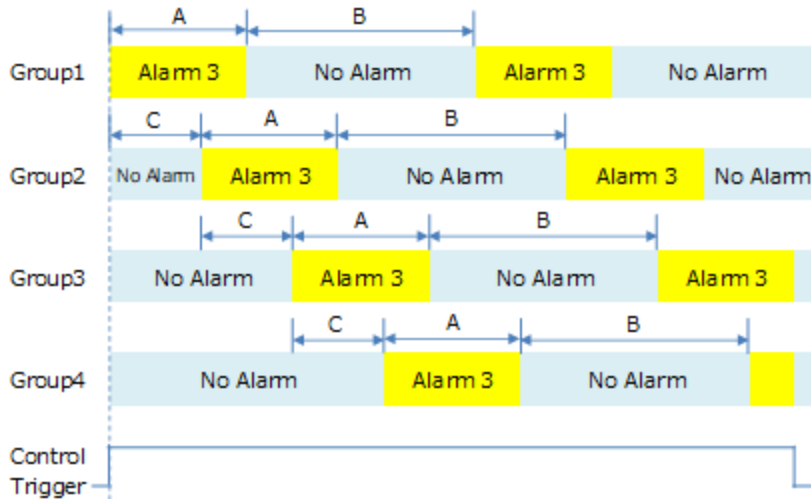 A B
Group1 Alarm 3 No Alarm Alarm 3 No Alarm
C A B
Group2 No Alarm Alarm 3 No Alarm Alarm 3 No Alarm
C A B
Group3 No Alarm Alarm 3 No Alarm Alarm 3
C A B
Group4 No Alarm Alarm 3 No Alarm
Control
Trigger